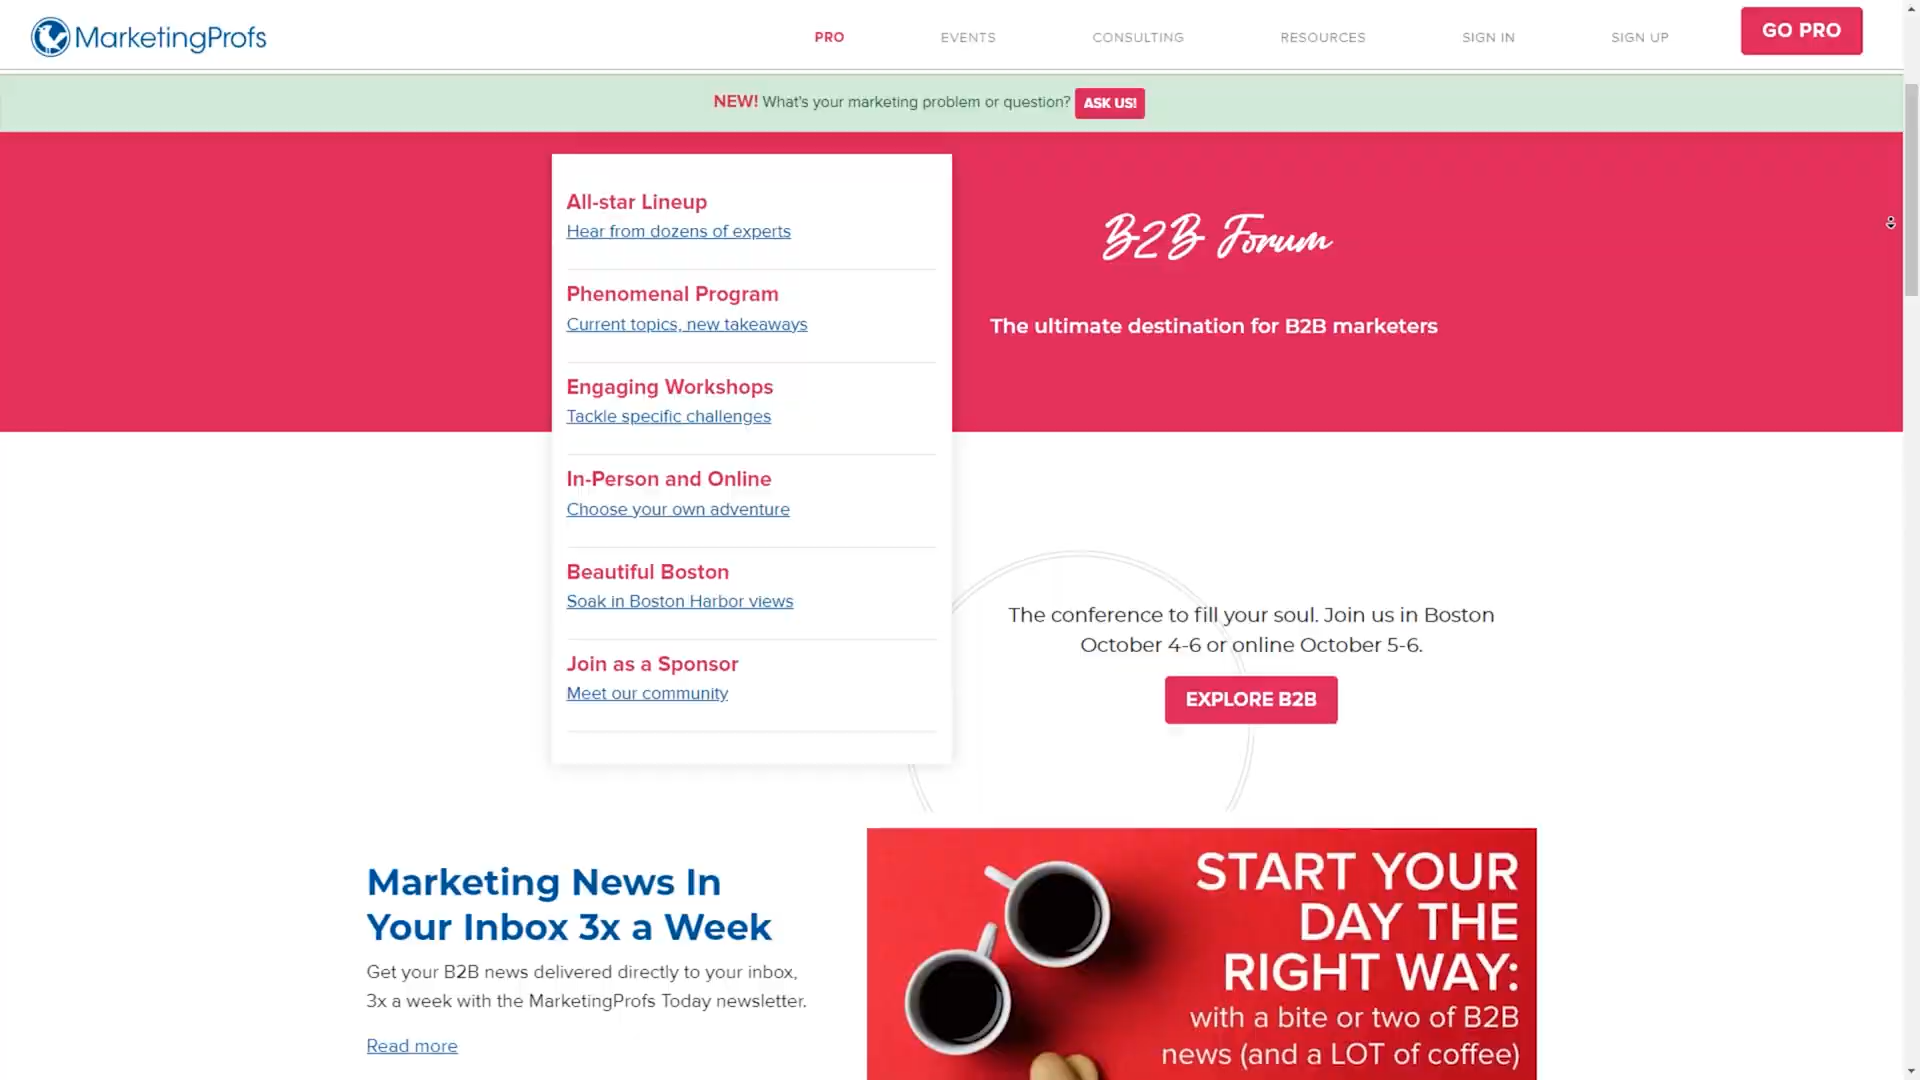 MarketingProfs
PRO
EVENTS
CONSULTING
RESOURCES
SIGN IN
SIGN UP
GO PRO
NEW! What's your marketing problem or question? ASK US!
All-star Lineup
Hear from dozens of experts
Phenomenal Program
Current topics, new takeaways
Engaging Workshops
Tackle specific challenges
In-Person and Online
Choose your own adventure
Beautiful Boston
Soak in Boston Harbor views
Join as a Sponsor
Meet our community
B2B Forum
The ultimate destination for B2B marketers
The conference to fill your soul. Join us in Boston
October 4-6 or online October 5-6.
EXPLORE B2B
Marketing News In
Your Inbox 3x a Week
Get your B2B news delivered directly to your inbox,
3x a week with the MarketingProfs Today newsletter.
Read more
START YOUR
DAY THE
RIGHT WAY:
with a bite or two of B2B
news (and a LOT of coffee)